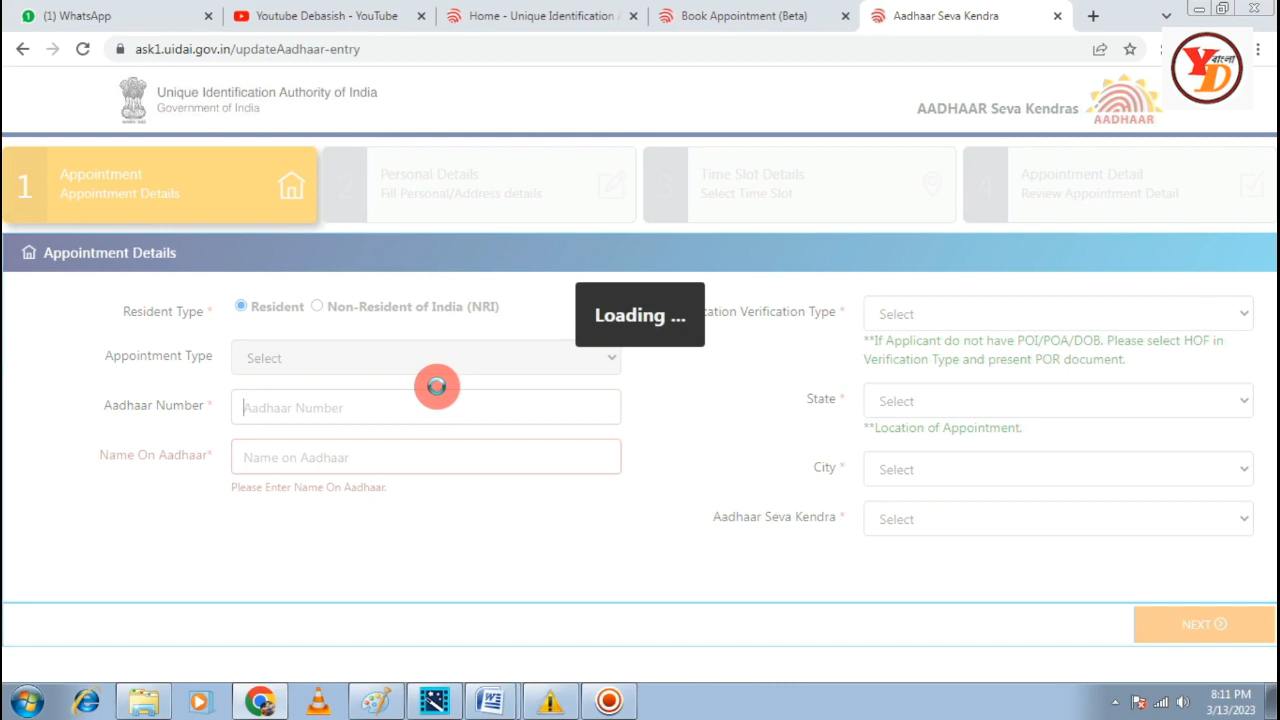 (1) WhatsApp
Youtube Debasish - YouTube
Home - Unique Identification
Book Appointment (Beta)
Aadhaar Seva Kendra
ask1.uidai.gov.in/updateAadhaar-entry
Unique Identification Authority of India
Government of India
AADHAAR Seva Kendras
AADHAAR
Y বাংলা
D
1
Appointment
Appointment Details
2
Personal Details
Fill Personal/Address details
3
Time Slot Details
Select Time Slot
4
Appointment Detail
Review Appointment Detail
Appointment Details
Resident Type *
Resident
Non-Resident of India (NRI)
Appointment Type
Select
Aadhaar Number *
Aadhaar Number
Name On Aadhaar*
Name on Aadhaar
Please Enter Name On Aadhaar.
Loading ...
cation Verification Type *
Select
**If Applicant do not have POI/POA/DOB. Please select HOF in
Verification Type and present POR document.
State *
Select
**Location of Appointment.
City *
Select
Aadhaar Seva Kendra *
Select
NEXT
8:11 PM
3/13/2023